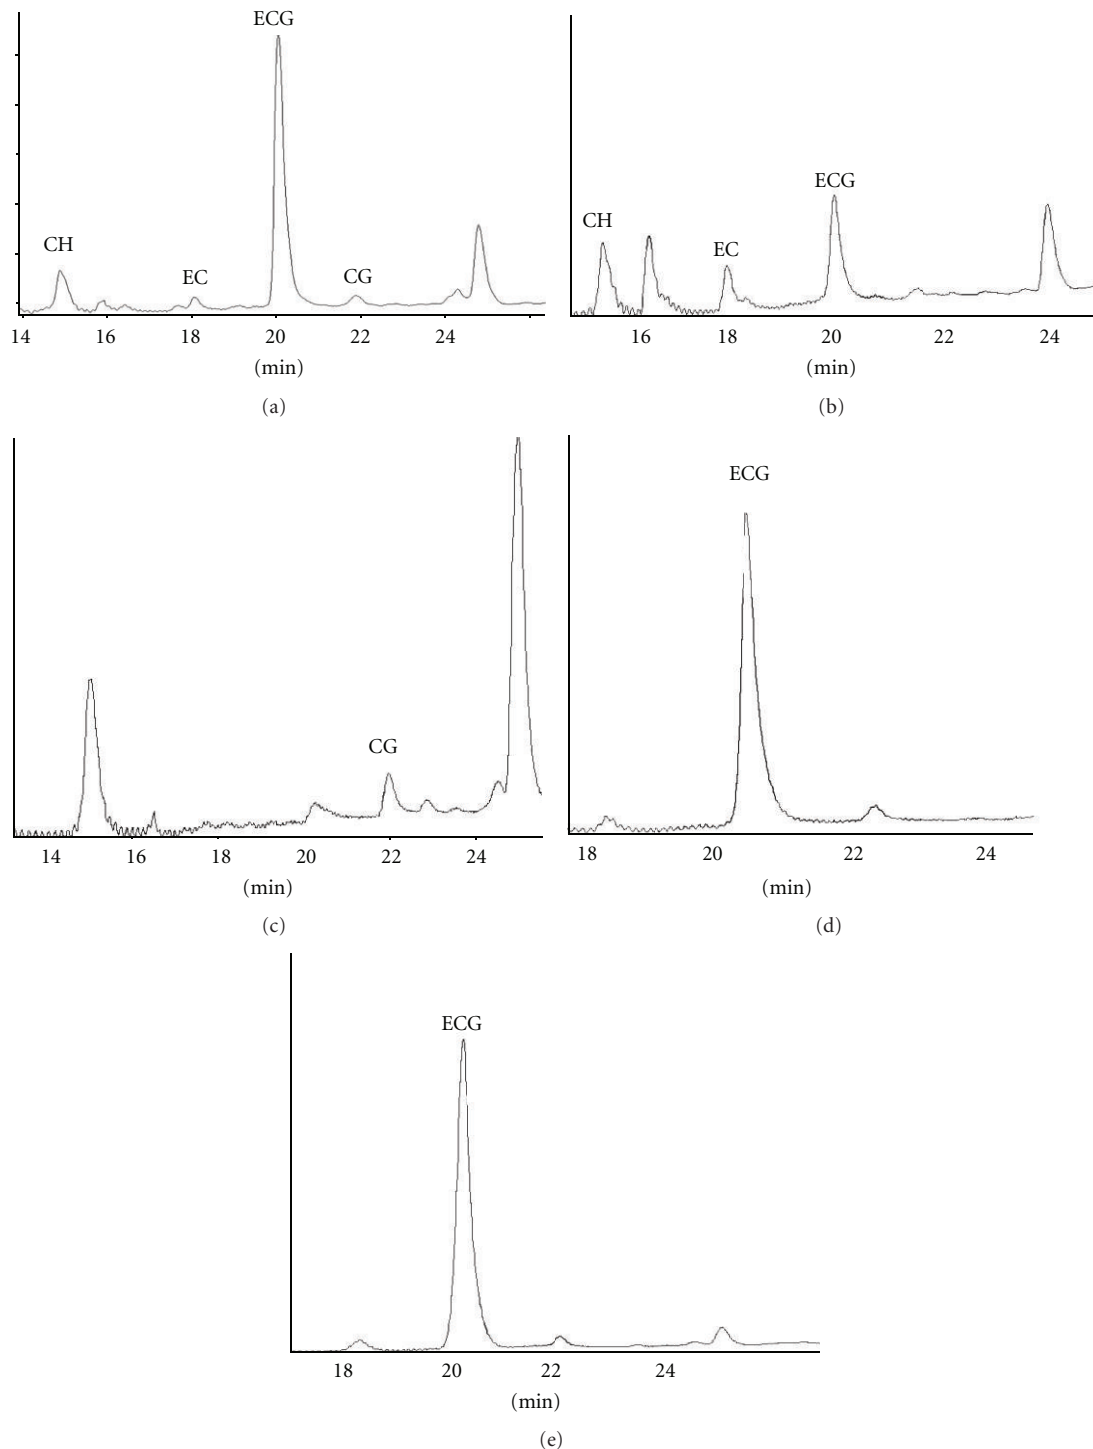 ECG
CH
EC
CG
14 16 18 20 22 24
(min)
(a)
ECG
CH
EC
16 18 20 22 24
(min)
(b)
CG
14 16 18 20 22 24
(min)
(c)
ECG
18 20 22 24
(min)
(d)
ECG
18 20 22 24
(min)
(e)